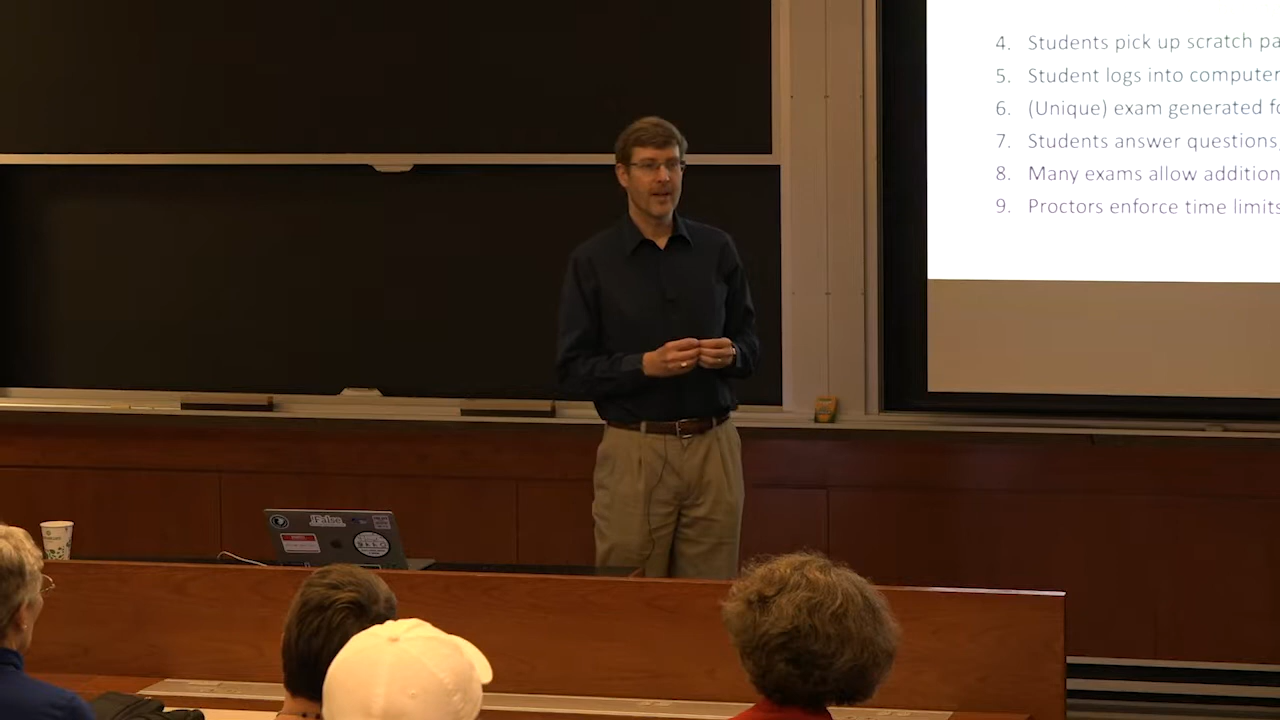 4. Students pick up scratch pa
5. Student logs into computer
6. (Unique) exam generated fo
7. Students answer questions,
8. Many exams allow addition
9. Proctors enforce time limits
!False